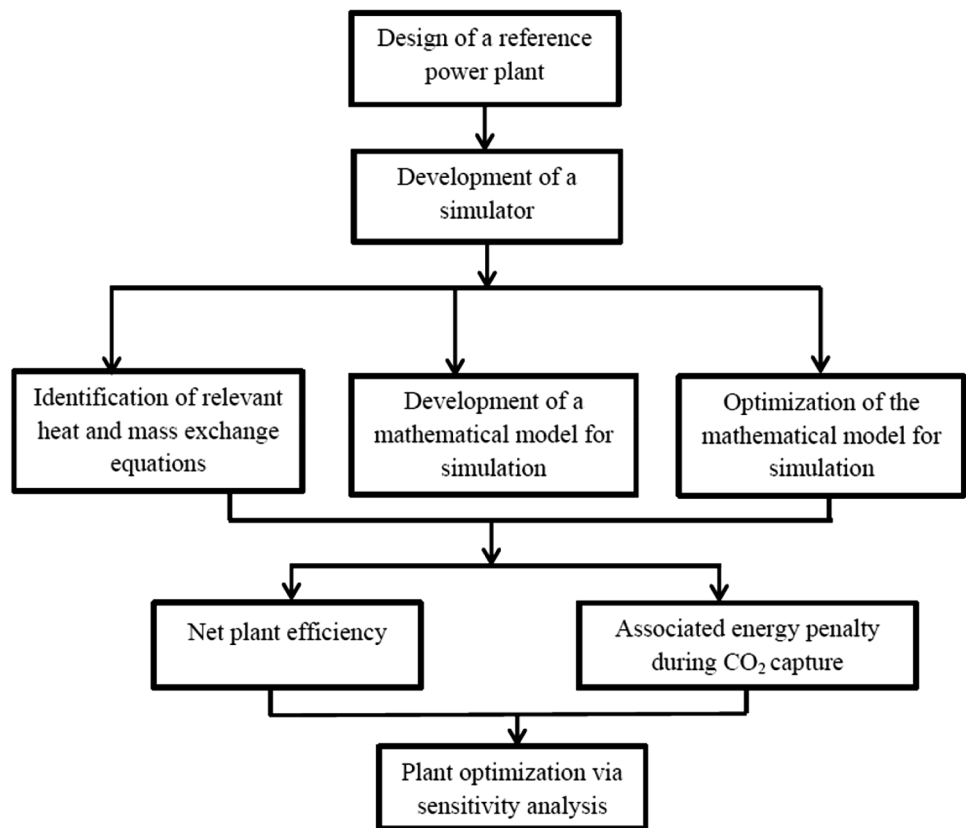 Design of a reference
power plant
Development of a
simulator
Identification of relevant
heat and mass exchange
equations
Development of a
mathematical model for
simulation
Optimization of the
mathematical model for
simulation
Net plant efficiency
Associated energy penalty
during CO₂ capture
Plant optimization via
sensitivity analysis